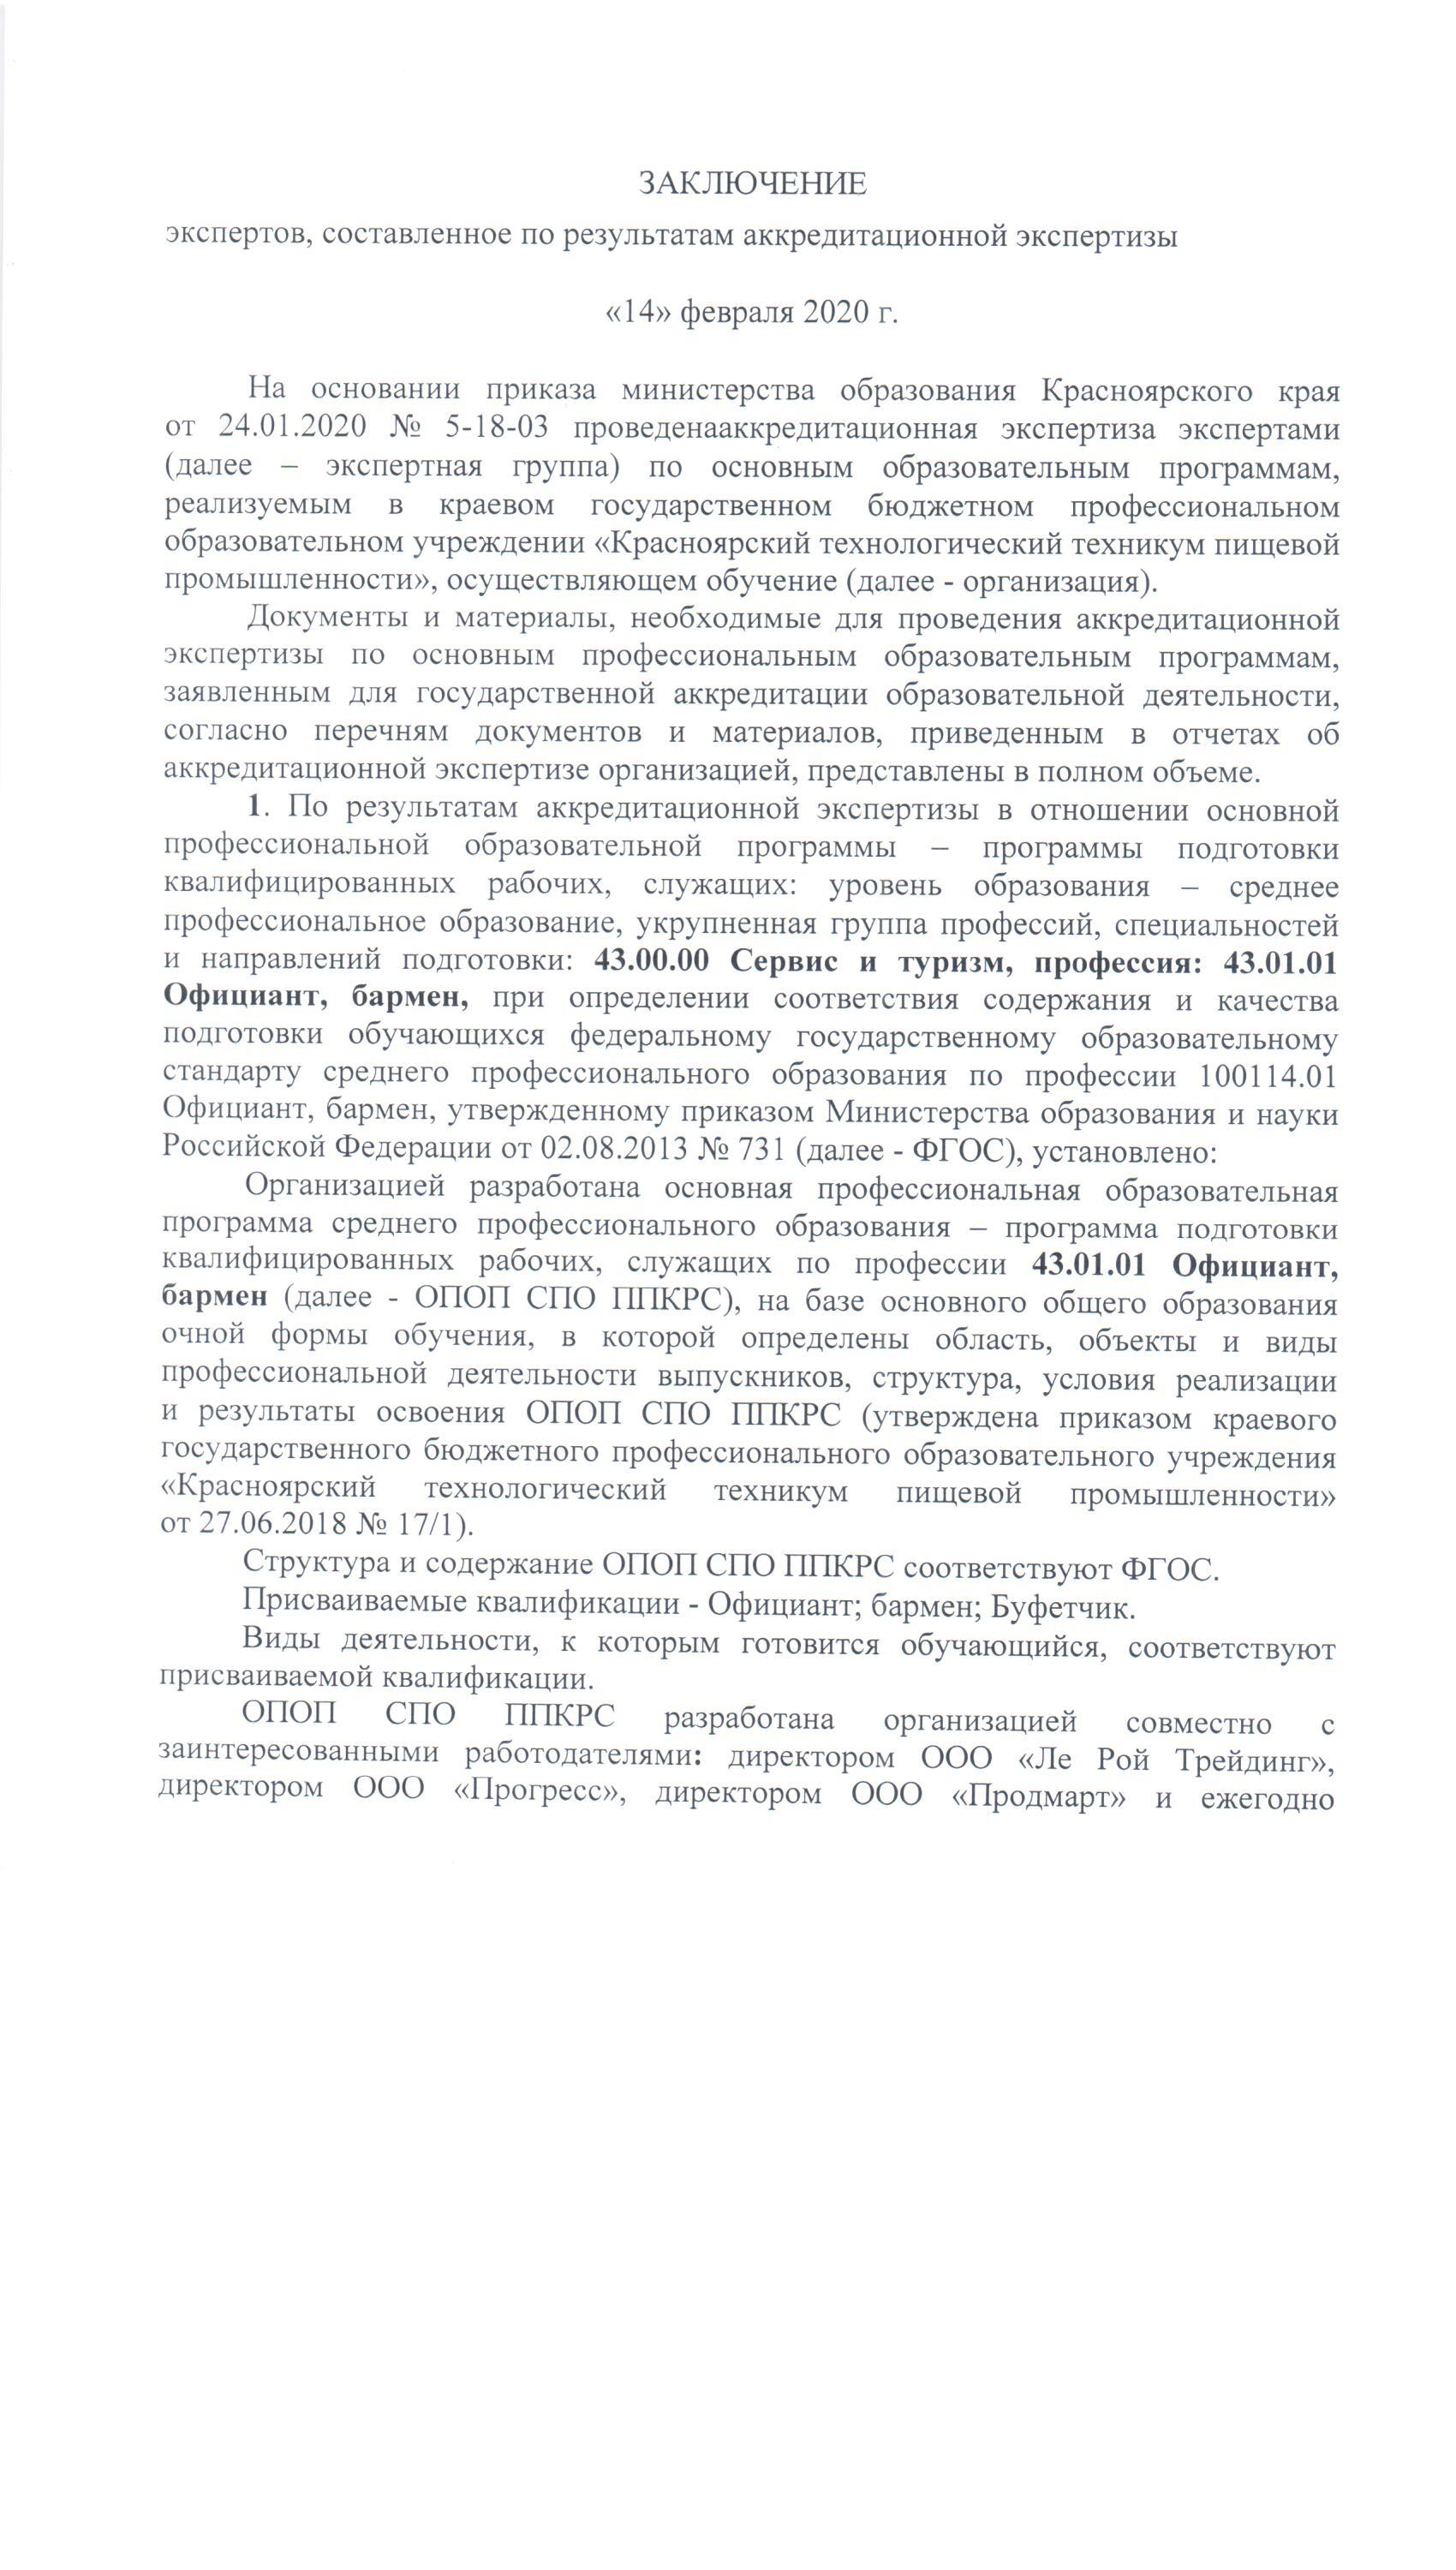 ЗАКЛЮЧЕНИЕ
экспертов, составленное по результатам аккредитационной экспертизы
«14» февраля 2020 г.
На основании приказа министерства образования Красноярского края
от 24.01.2020 № 5-18-03 проведенааккредитационная экспертиза экспертами
(далее – экспертная группа) по основным образовательным программам,
реализуемым в краевом государственном бюджетном профессиональном
образовательном учреждении «Красноярский технологический техникум пищевой
промышленности», осуществляющем обучение (далее - организация).
Документы и материалы, необходимые для проведения аккредитационной
экспертизы по основным профессиональным образовательным программам,
заявленным для государственной аккредитации образовательной деятельности,
согласно перечням документов и материалов, приведенным в отчетах об
аккредитационной экспертизе организацией, представлены в полном объеме.
1. По результатам аккредитационной экспертизы в отношении основной
профессиональной образовательной программы – программы подготовки
квалифицированных рабочих, служащих: уровень образования – среднее
профессиональное образование, укрупненная группа профессий, специальностей
и направлений подготовки: 43.00.00 Сервис и туризм, профессия: 43.01.01
Официант, бармен, при определении соответствия содержания и качества
подготовки обучающихся федеральному государственному образовательному
стандарту среднего профессионального образования по профессии 100114.01
Официант, бармен, утвержденному приказом Министерства образования и науки
Российской Федерации от 02.08.2013 № 731 (далее - ФГОС), установлено:
Организацией разработана основная профессиональная образовательная
программа среднего профессионального образования – программа подготовки
квалифицированных рабочих, служащих по профессии 43.01.01 Официант,
бармен (далее - ОПОП СПО ППКРС), на базе основного общего образования
очной формы обучения, в которой определены область, объекты и виды
профессиональной деятельности выпускников, структура, условия реализации
и результаты освоения ОПОП СПО ППКРС (утверждена приказом краевого
государственного бюджетного профессионального образовательного учреждения
«Красноярский технологический техникум пищевой промышленности»
от 27.06.2018 № 17/1).
Структура и содержание ОПОП СПО ППКРС соответствуют ФГОС.
Присваиваемые квалификации - Официант; бармен; Буфетчик.
Виды деятельности, к которым готовится обучающийся, соответствуют
присваиваемой квалификации.
ОПОП СПО ППКРС разработана организацией совместно с
заинтересованными работодателями: директором ООО «Ле Рой Трейдинг»,
директором ООО «Прогресс», директором ООО «Продмарт» и ежегодно